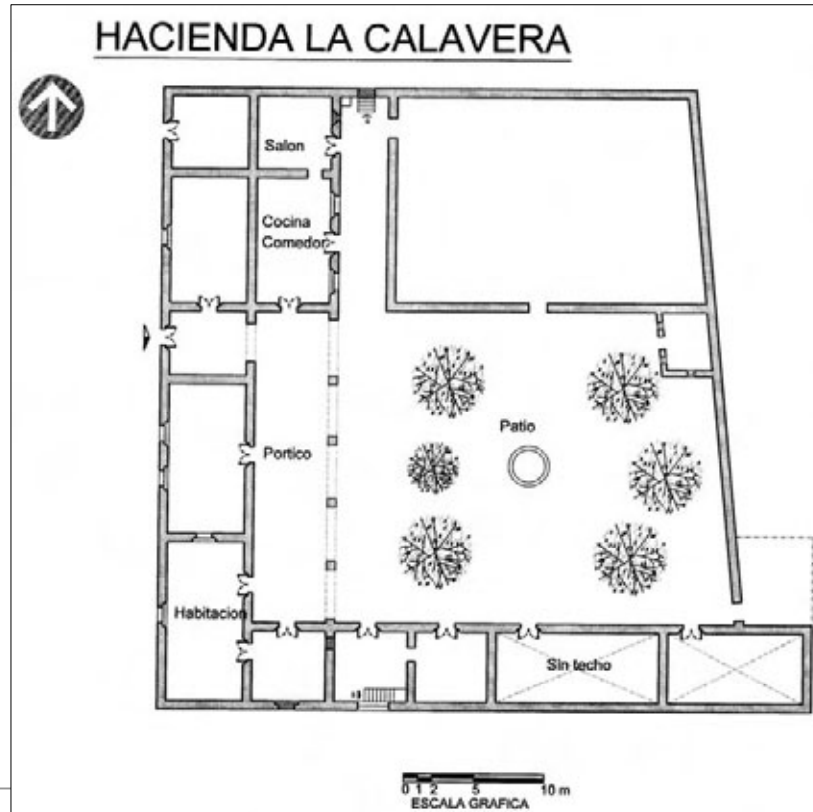 HACIENDA LA CALAVERA
Salon
Cocina
Comedor
Patio
Portico
Habitacion
Sin techo
0 1 2 5 10 m
ESCALA GRAFICA